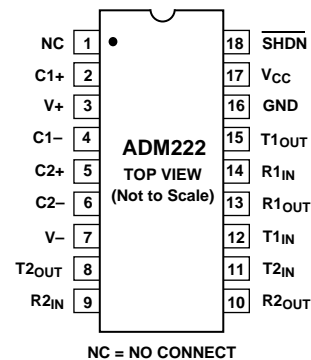 NC 1 18 SHDN
C1+ 2 17 VCC
V+ 3 16 GND
C1– 4 15 T1OUT
ADM222
C2+ 5 14 R1IN
TOP VIEW
C2– 6 13 R1OUT
(Not to Scale)
V– 7 12 T1IN
T2OUT 8 11 T2IN
R2IN 9 10 R2OUT
NC = NO CONNECT